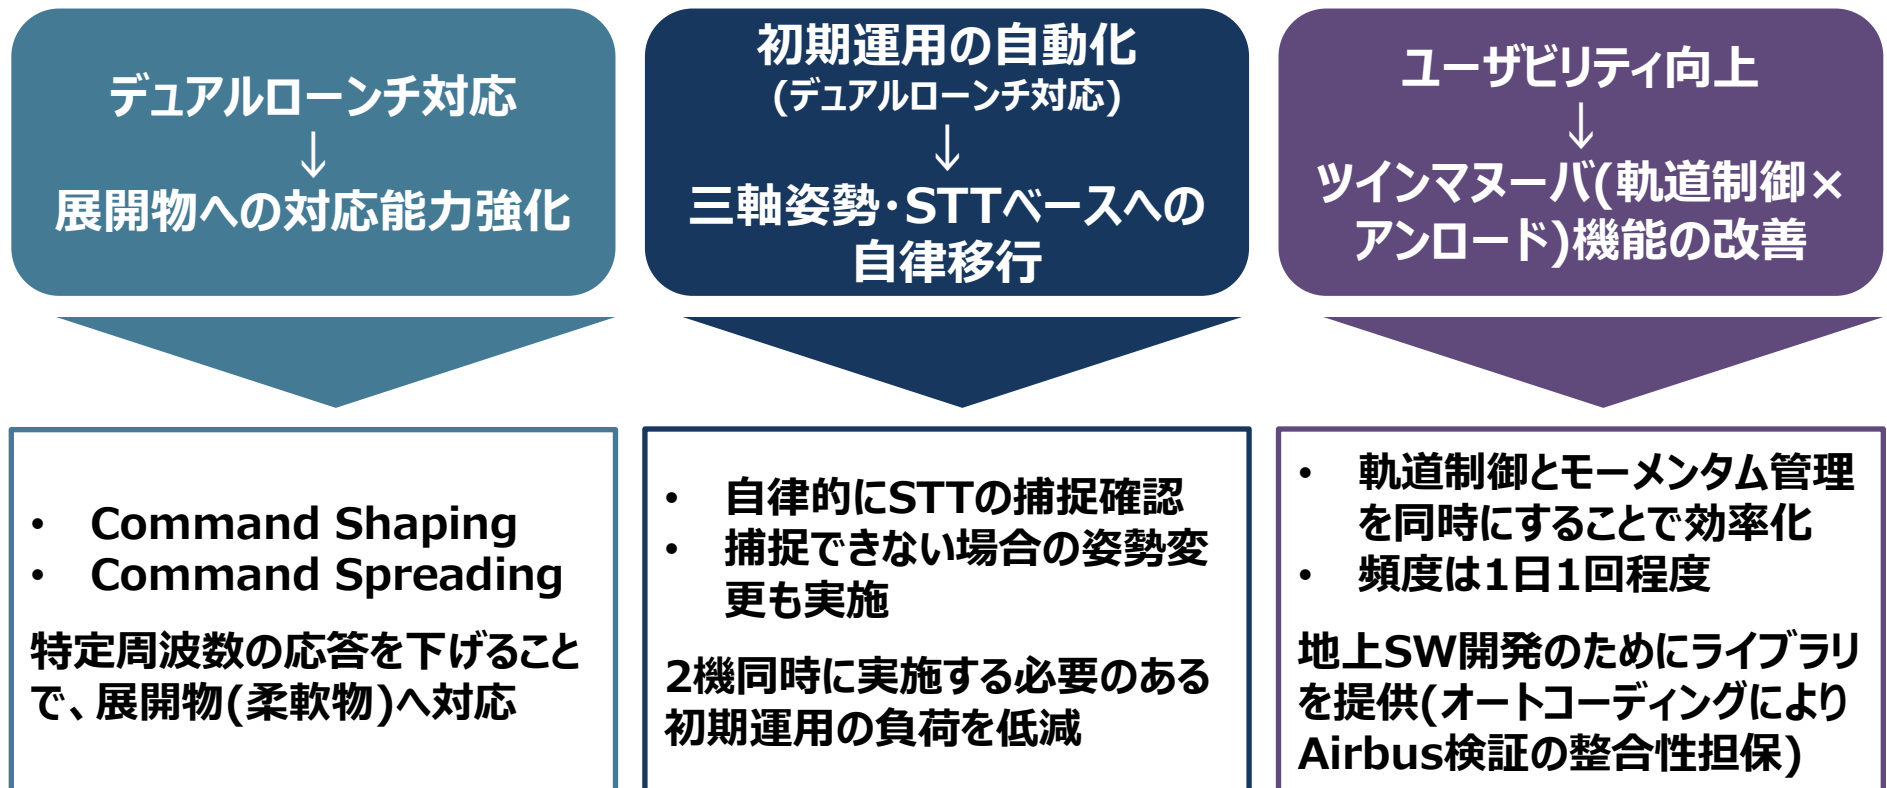 デュアルローンチ対応
↓
展開物への対応能力強化
初期運用の自動化
(デュアルローンチ対応)
↓
三軸姿勢・STTベースへの
自律移行
ユーザビリティ向上
↓
ツインマヌーバ(軌道制御×
アンロード)機能の改善
• Command Shaping
• Command Spreading
特定周波数の応答を下げること
で、展開物(柔軟物)へ対応
• 自律的にSTTの捕捉確認
• 捕捉できない場合の姿勢変
更も実施
2機同時に実施する必要のある
初期運用の負荷を低減
• 軌道制御とモーメンタム管理
を同時にすることで効率化
• 頻度は1日1回程度
地上SW開発のためにライブラリ
を提供(オートコーディングにより
Airbus検証の整合性担保)